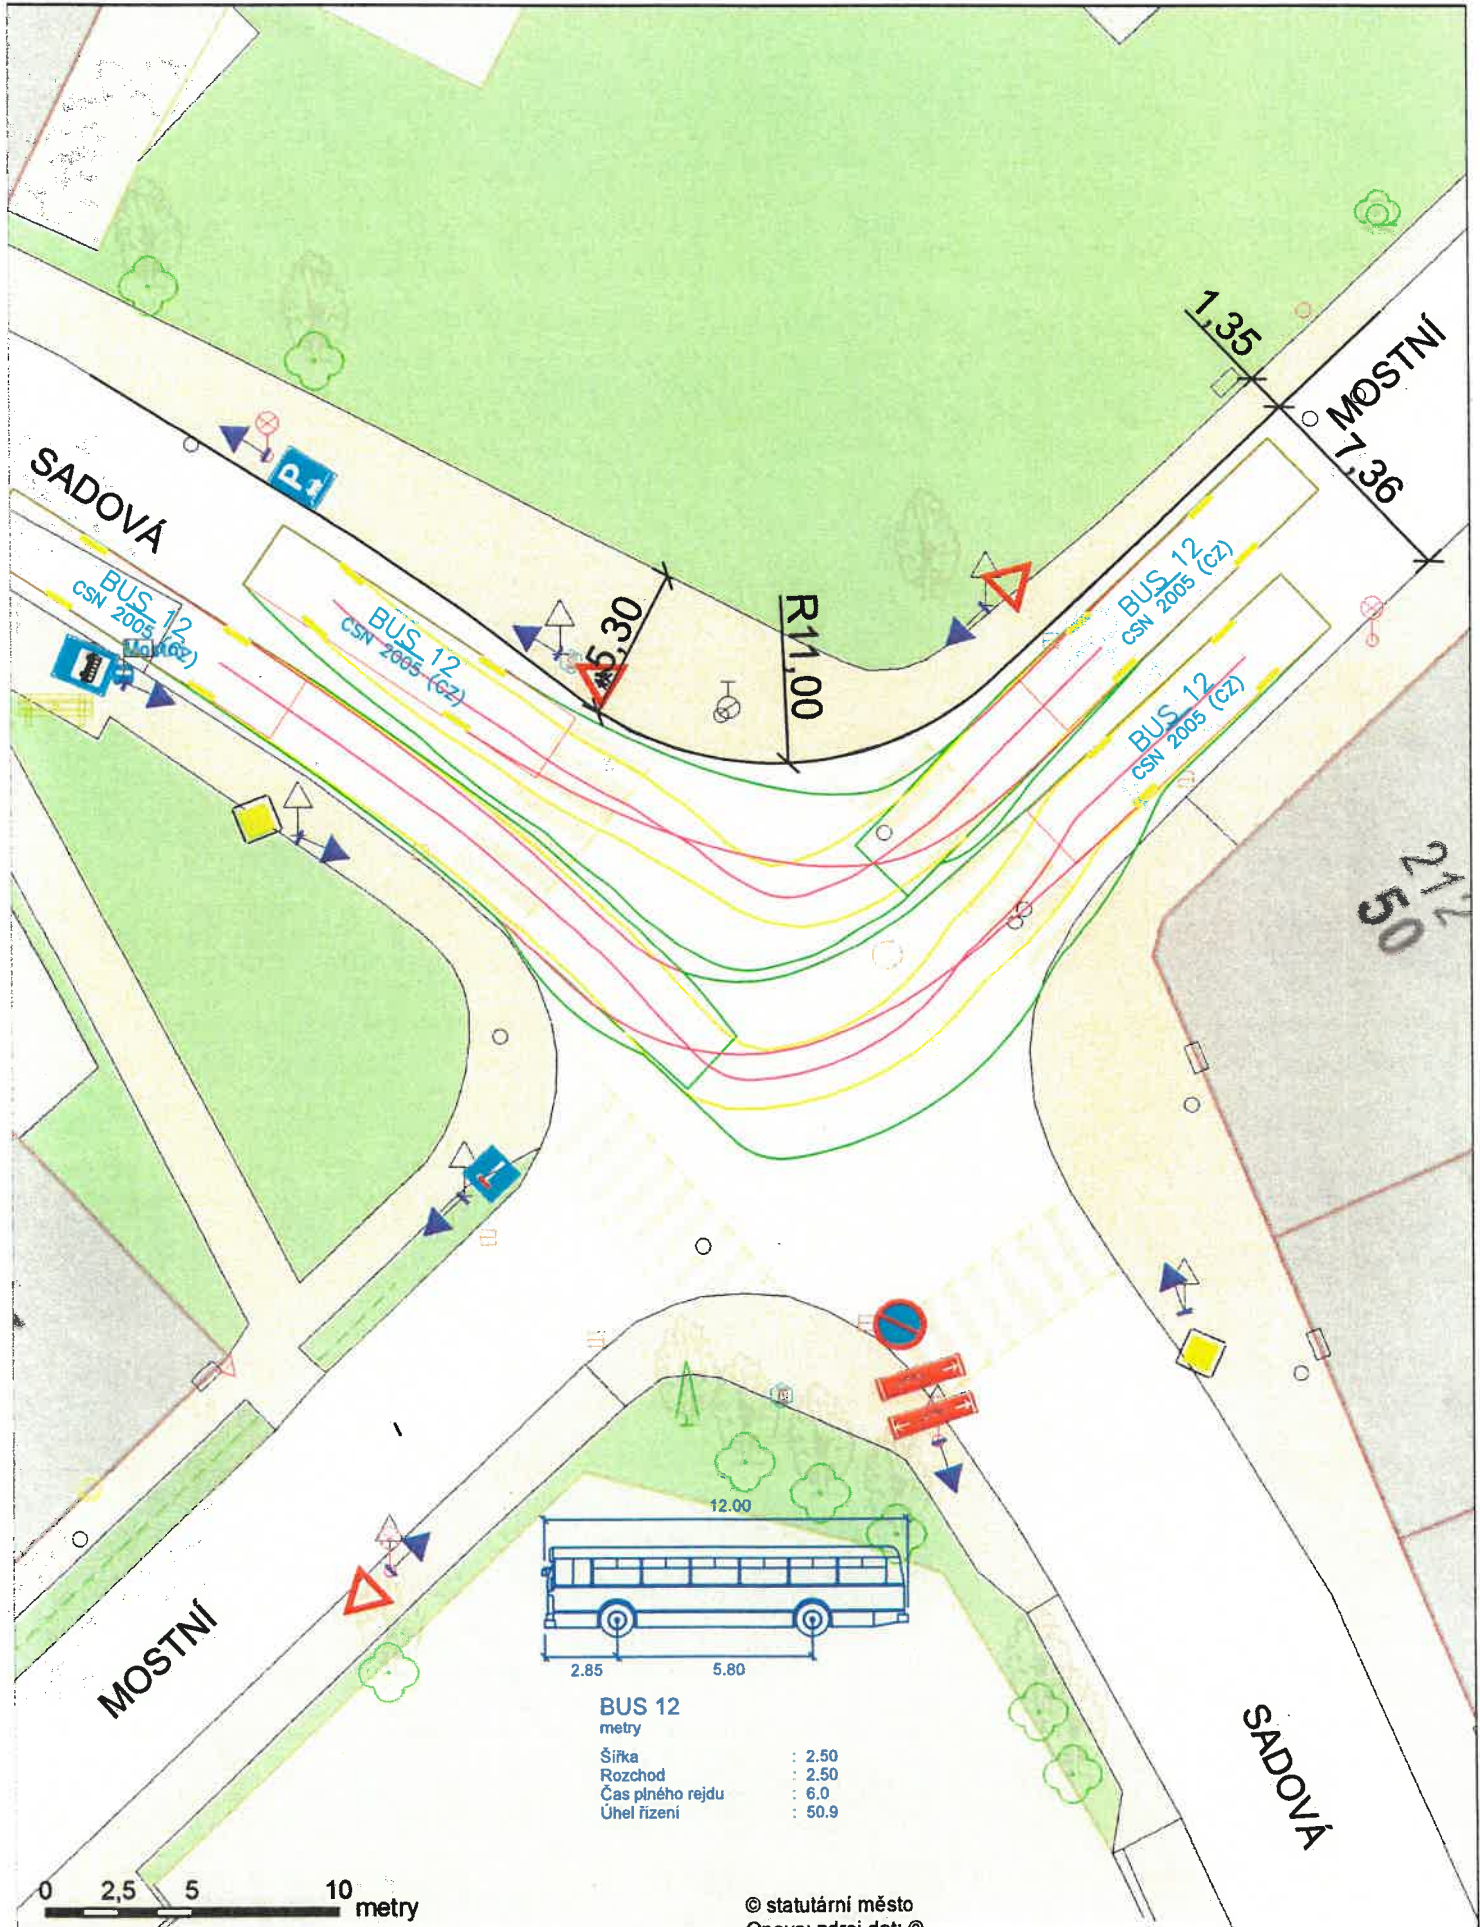 1,35
MOSTNÍ
7,36
SADOVÁ
P
BUS 12
CSN 2005 (CZ)
BUS 12
CSN 2005 (CZ)
5,30
R11,00
BUS 12
CSN 2005 (CZ)
BUS 12
CSN 2005 (CZ)
212
50
12.00
2.85
5.80
BUS 12
metry
Šířka : 2.50
Rozchod : 2.50
Čas plného rejdu : 6.0
Úhel řízení : 50.9
MOSTNÍ
SADOVÁ
0 2,5 5 10 metry
© statutární město